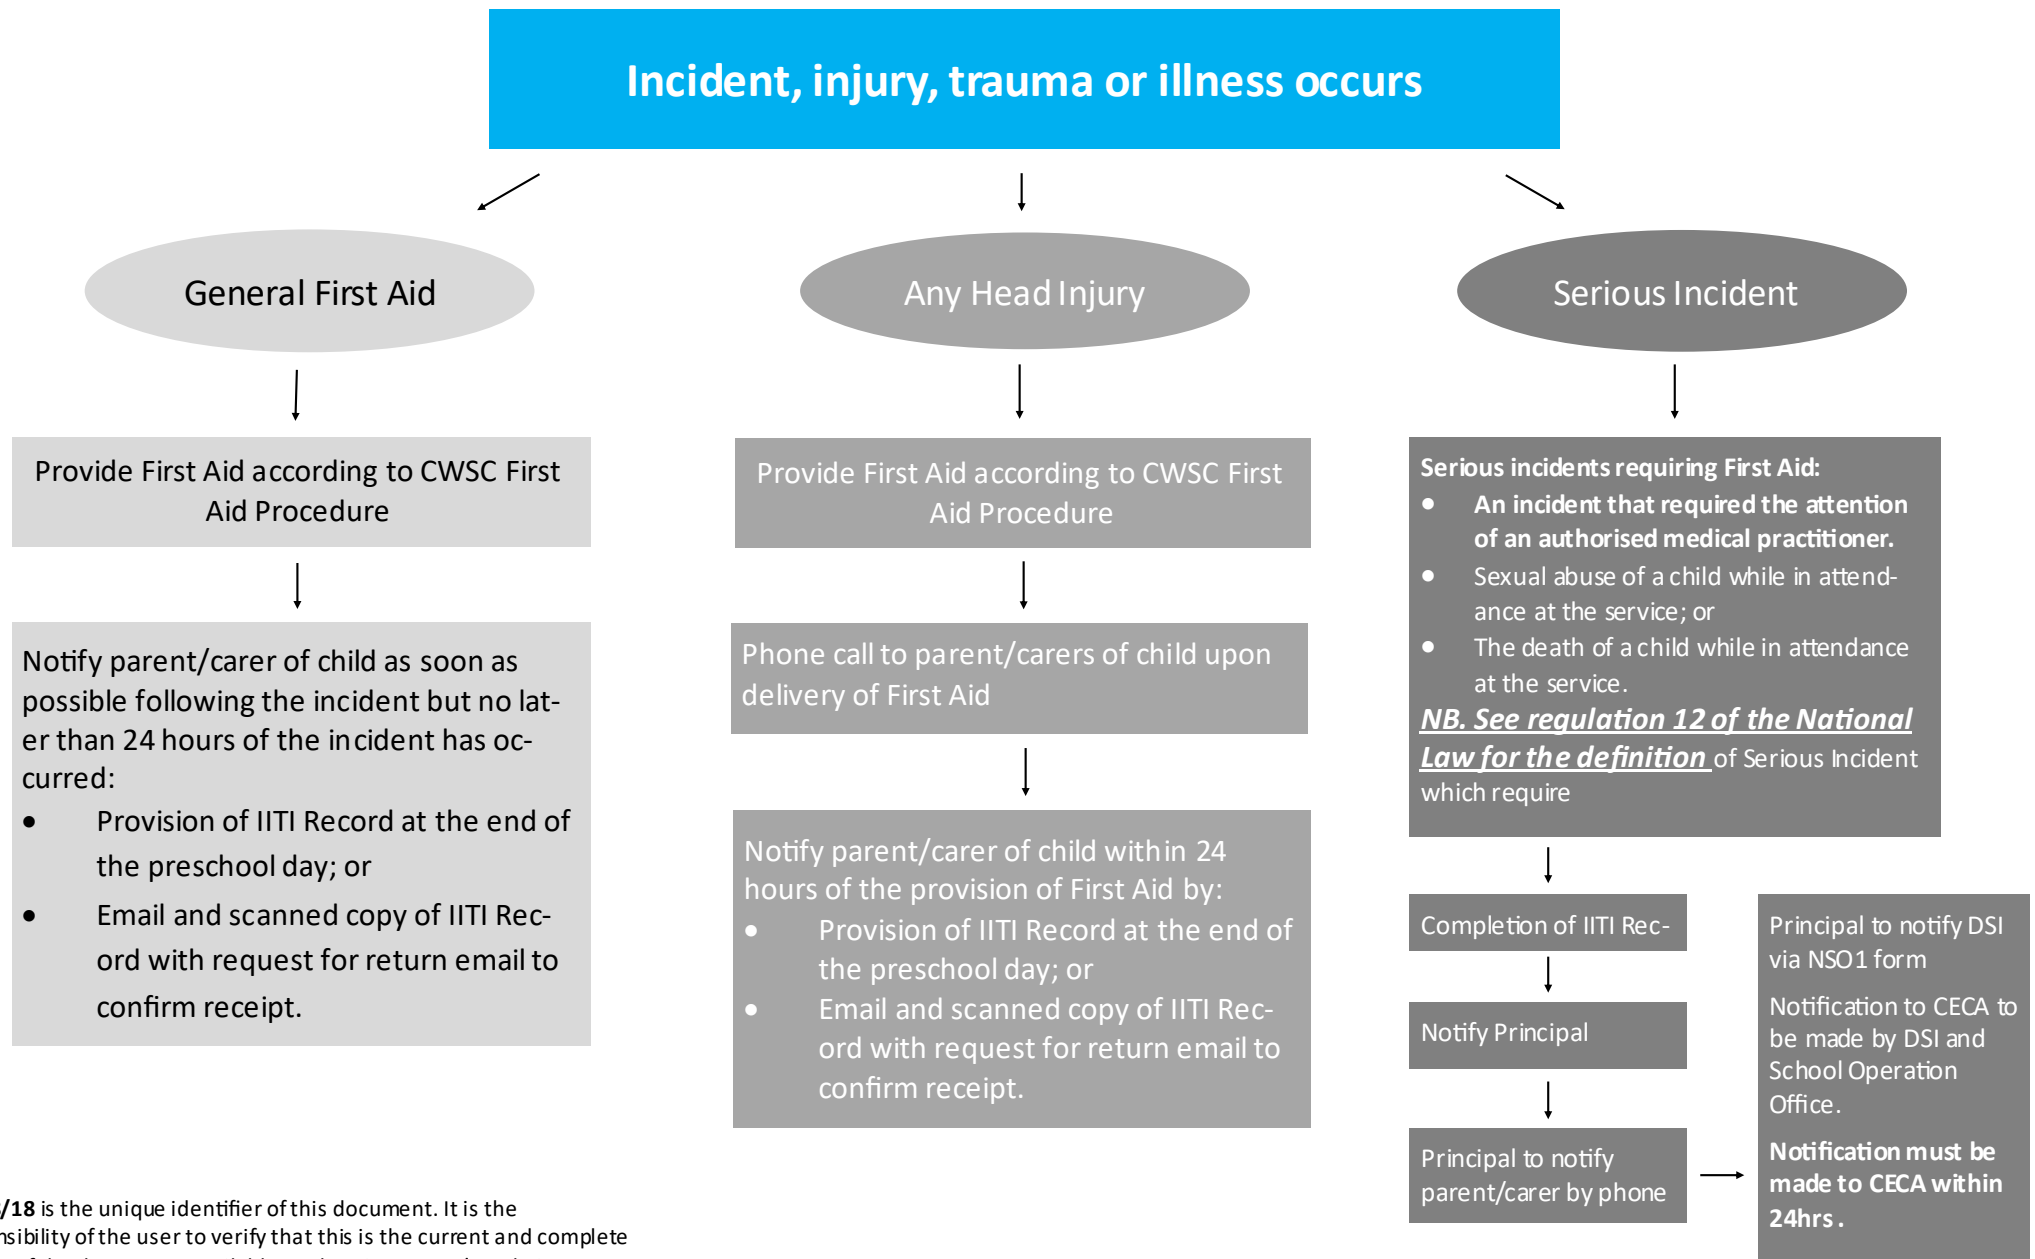 Incident, injury, trauma or illness occurs
General First Aid
Provide First Aid according to CWSC First
Aid Procedure
Notify parent/carer of child as soon as
possible following the incident but no lat-
er than 24 hours of the incident has oc-
curred:
• Provision of IITI Record at the end of
the preschool day; or
• Email and scanned copy of IITI Rec-
ord with request for return email to
confirm receipt.
Any Head Injury
Provide First Aid according to CWSC First
Aid Procedure
Phone call to parent/carers of child upon
delivery of First Aid
Notify parent/carer of child within 24
hours of the provision of First Aid by:
• Provision of IITI Record at the end of
the preschool day; or
• Email and scanned copy of IITI Rec-
ord with request for return email to
confirm receipt.
Serious Incident
Serious incidents requiring First Aid:
• An incident that required the attention
of an authorised medical practitioner.
• Sexual abuse of a child while in attend-
ance at the service; or
• The death of a child while in attendance
at the service.
NB. See regulation 12 of the National
Law for the definition of Serious Incident
which require
Completion of IITI Rec-
Notify Principal
Principal to notify
parent/carer by phone
Principal to notify DSI
via NSO1 form
Notification to CECA to
be made by DSI and
School Operation
Office.
Notification must be
made to CECA within
24hrs.
/18 is the unique identifier of this document. It is the
nsibility of the user to verify that this is the current and complete